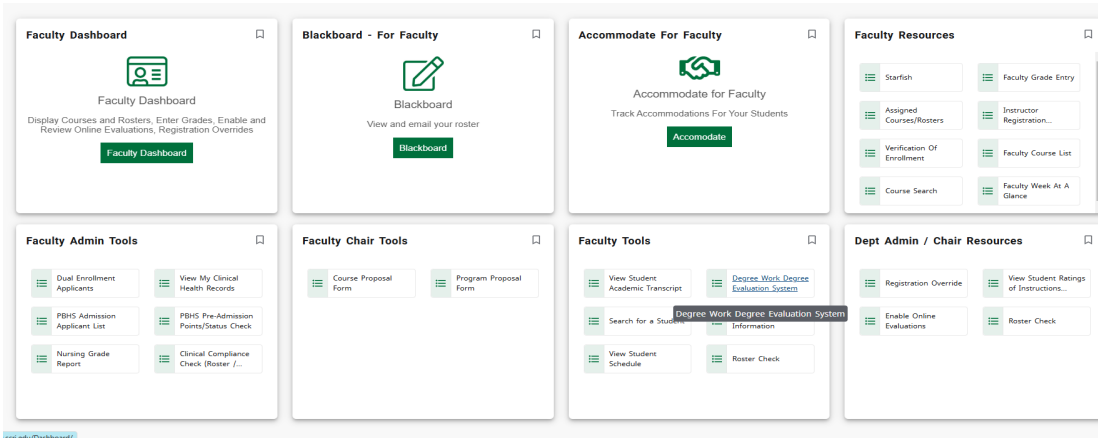 Faculty Dashboard
Faculty Dashboard
Display Courses and Rosters, Enter Grades, Enable and
Review Online Evaluations, Registration Overrides
Faculty Dashboard
Blackboard - For Faculty
Blackboard
View and email your roster
Blackboard
Accommodate For Faculty
Accommodate for Faculty
Track Accommodations For Your Students
Accomodate
Faculty Resources
Starfish
Faculty Grade Entry
Assigned
Courses/Rosters
Instructor
Registration...
Verification Of
Enrollment
Faculty Course List
Course Search
Faculty Week At A
Glance
Faculty Admin Tools
Dual Enrollment
Applicants
View My Clinical
Health Records
PBHS Admission
Applicant List
PBHS Pre-Admission
Points/Status Check
Nursing Grade
Report
Clinical Compliance
Check (Roster /...
Faculty Chair Tools
Course Proposal
Form
Program Proposal
Form
Faculty Tools
View Student
Academic Transcript
Degree Work Degree
Evaluation System
Degree Work Degree Evaluation System
Search for a Student
Information
View Student
Schedule
Roster Check
Dept Admin / Chair Resources
Registration Override
View Student Ratings
of Instructions...
Enable Online
Evaluations
Roster Check